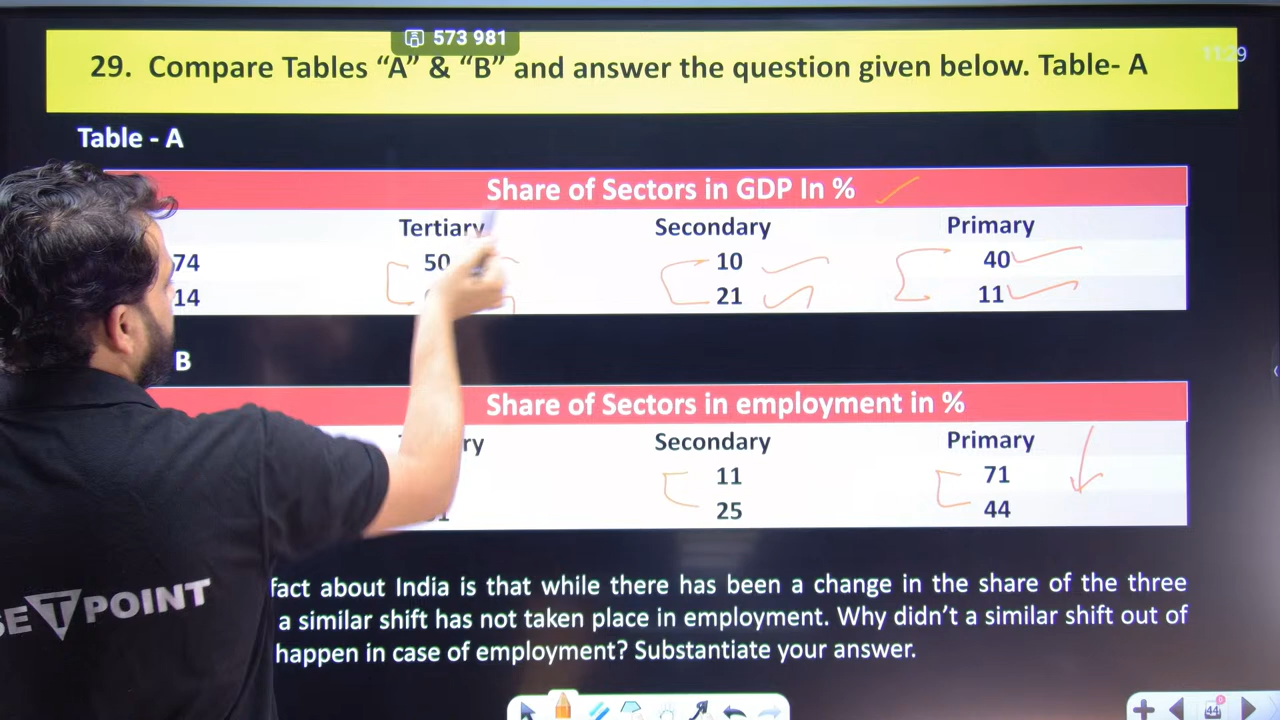 573 981
11:29
29. Compare Tables “A” & “B” and answer the question given below. Table- A
Table - A
Share of Sectors in GDP In %
Tertiary Secondary Primary
74 50 10 40
14 21 11
B
Share of Sectors in employment in %
ry Secondary Primary
11 71
25 44
fact about India is that while there has been a change in the share of the three
a similar shift has not taken place in employment. Why didn’t a similar shift out of
happen in case of employment? Substantiate your answer.
SE POINT
44